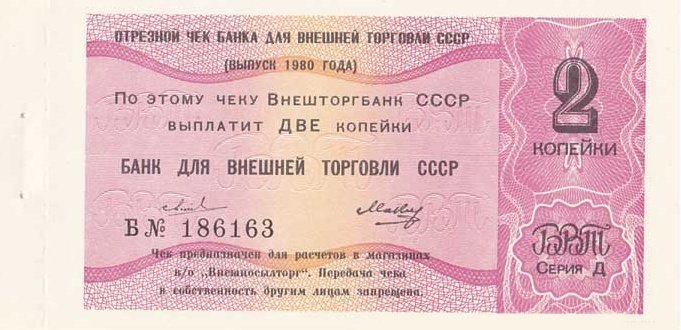 ОТРЕЗНОЙ ЧЕК БАНКА ДЛЯ ВНЕШНЕЙ ТОРГОВЛИ СССР
(ВЫПУСК 1980 ГОДА)
ПО ЭТОМУ ЧЕКУ ВНЕШТОРГБАНК СССР
ВЫПЛАТИТ ДВЕ КОПЕЙКИ
БАНК ДЛЯ ВНЕШНЕЙ ТОРГОВЛИ СССР
Б № 186163
Чек предназначен для расчетов в магазинах
в/о „Внешпосылторг". Передача чека
в собственность другим лицам запрещена.
2
КОПЕЙКИ
БВТ
СЕРИЯ Д